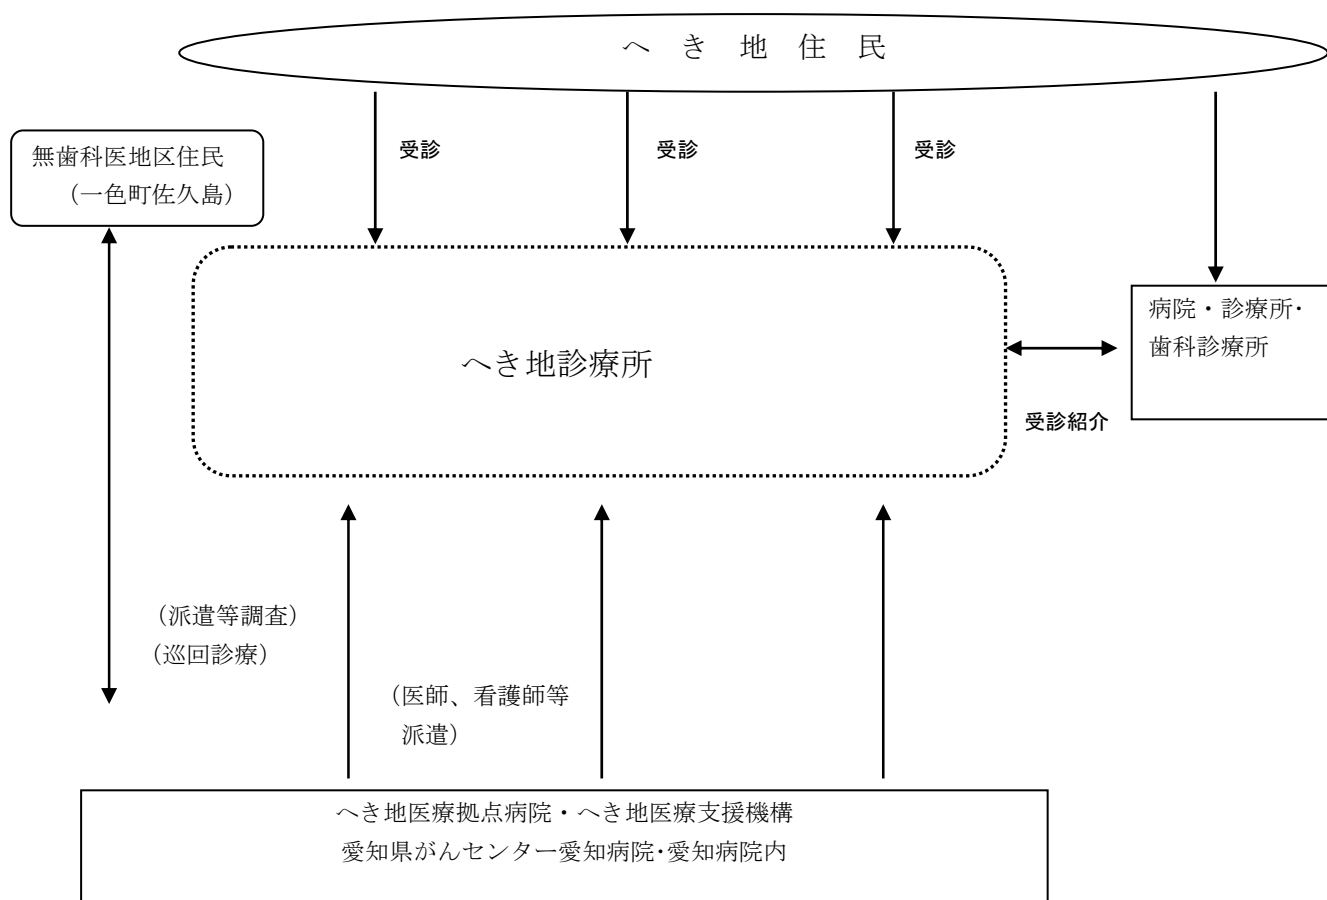 へ き 地 住 民
無歯科医地区住民
（一色町佐久島）
受診
受診
受診
病院・診療所・
歯科診療所
へき地診療所
受診紹介
（派遣等調査）
（巡回診療）
（医師、看護師等
派遣）
へき地医療拠点病院・へき地医療支援機構
愛知県がんセンター愛知病院・愛知病院内